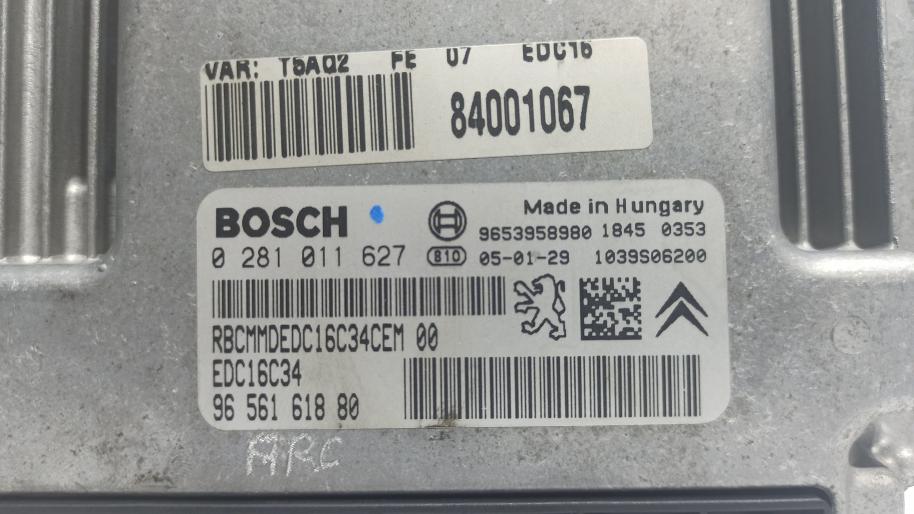 VAR: T5AQ2 FE 07 EDC16
84001067
BOSCH
Made in Hungary
9653958980 1845 0353
0 281 011 627 810 05-01-29 1039S06200
RBCMMDEDC16C34CEM 00
EDC16C34
96 561 618 80
ARC